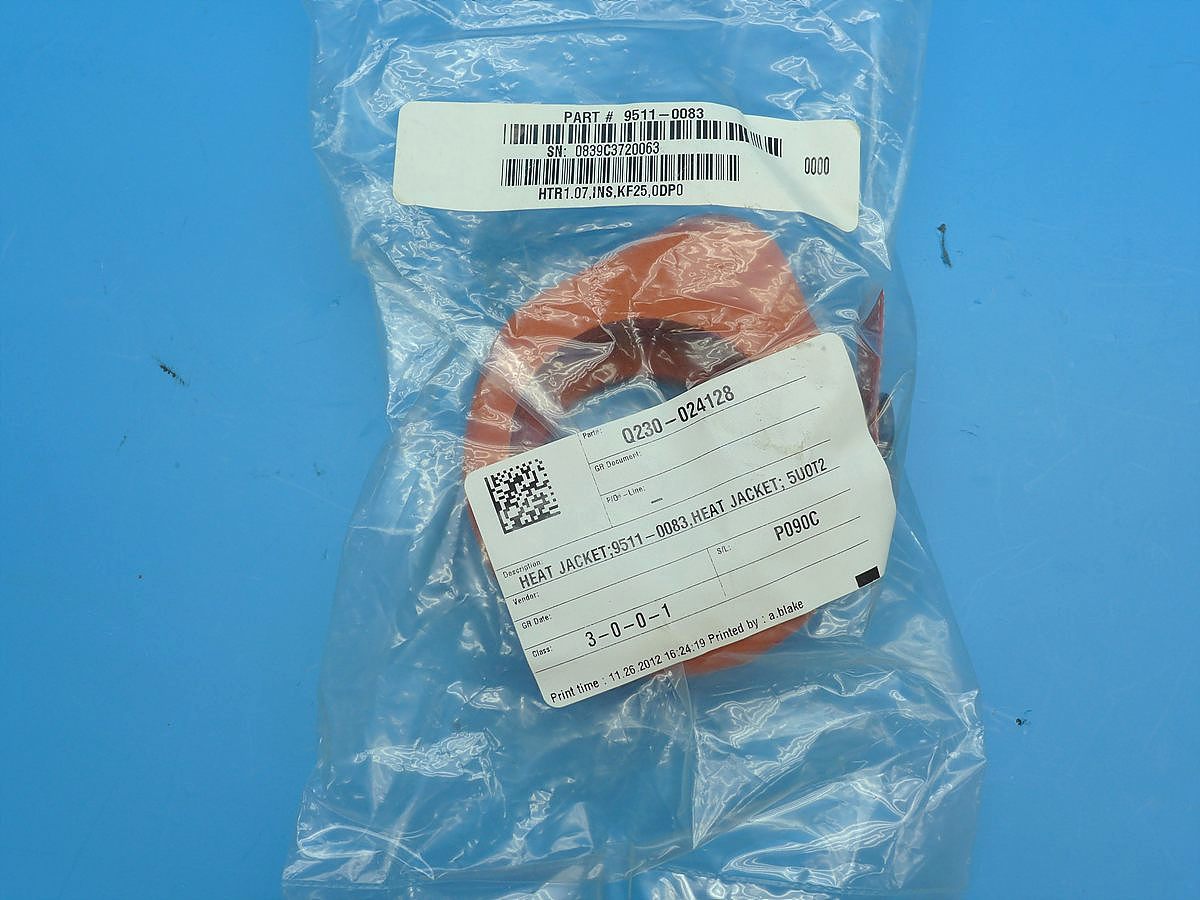 PART # 9511-0083
SN: 0839C3720063
0000
HTR1.07,INS,KF25,0DP0
Part#: Q230-024128
GR Document:
P/O#-Line: -
Description: HEAT JACKET;9511-0083,HEAT JACKET; 5U0T2
Vendor:
S/L: P090C
GR Date:
Class: 3-0-0-1
Print time : 11.26.2012 16:24:19 Printed by : a.blake